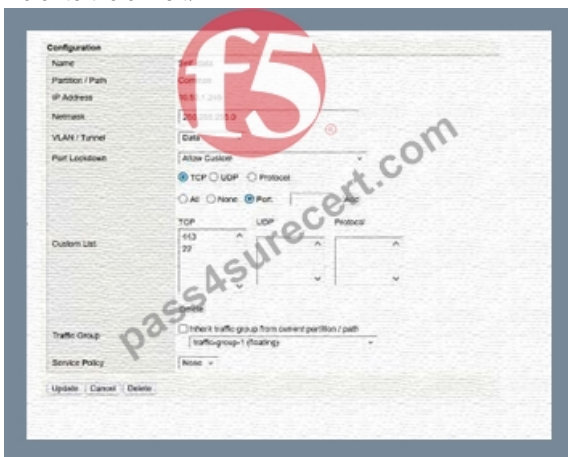 Configuration
Name
Partition / Path Common
IP Address
Netmask 255.255.255.0
VLAN / Tunnel Data
Port Lockdown Allow Custom
TCP UDP Protocol
All None Port: Add
TCP UDP Protocol
Custom List
443
22
Delete
Traffic Group Inherit traffic group from current partition / path
traffic-group-1 (floating)
Service Policy None
Update Cancel Delete
f5
pass4surecert.com